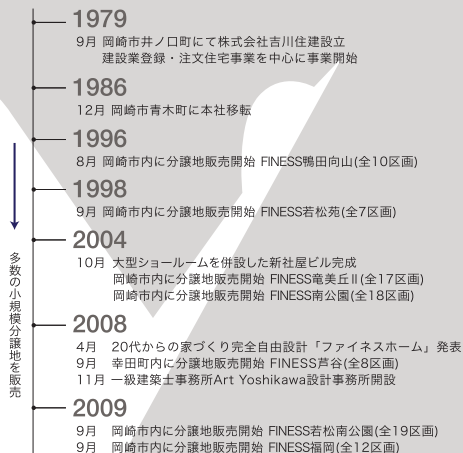 1979
9月 岡崎市井ノ口町にて株式会社吉川住建設立
建設業登録・注文住宅事業を中心に事業開始
1986
12月 岡崎市青木町に本社移転
1996
8月 岡崎市内に分譲地販売開始 FINESS鴨田向山(全10区画)
1998
9月 岡崎市内に分譲地販売開始 FINESS若松苑(全7区画)
2004
10月 大型ショールームを併設した新社屋ビル完成
岡崎市内に分譲地販売開始 FINESS竜美丘Ⅱ(全17区画)
岡崎市内に分譲地販売開始 FINESS南公園(全18区画)
多数の小規模分譲地を販売
2008
4月 20代からの家づくり完全自由設計「ファイネスホーム」発表
9月 幸田町内に分譲地販売開始 FINESS芦谷(全8区画)
11月 一級建築士事務所Art Yoshikawa設計事務所開設
2009
9月 岡崎市内に分譲地販売開始 FINESS若松南公園(全19区画)
9月 岡崎市内に分譲地販売開始 FINESS福岡(全12区画)